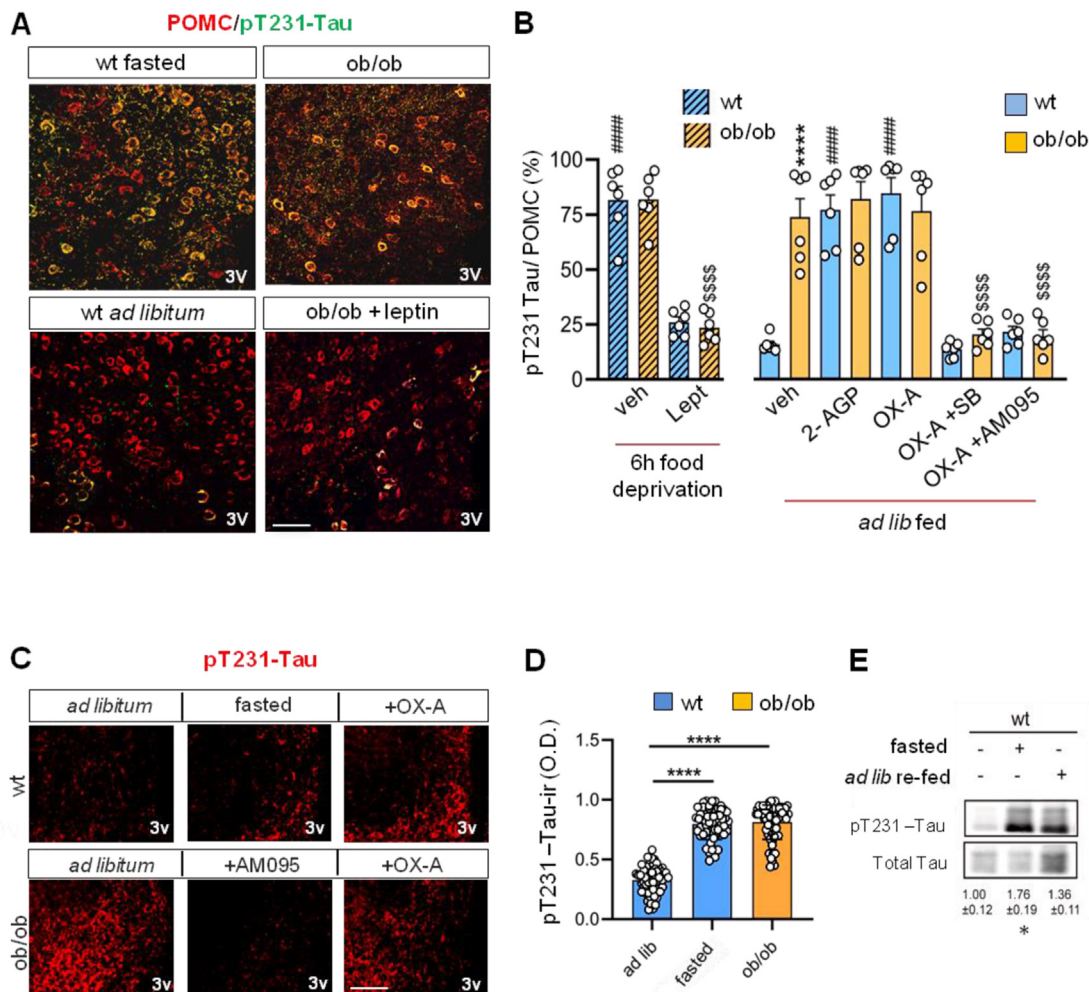 A
POMC/pT231-Tau
wt fasted
ob/ob
3V
3V
wt ad libitum
ob/ob + leptin
3V
3V
B
wt
ob/ob
wt
ob/ob
pT231 Tau/ POMC (%)
100
75
50
25
0
####
$$$$
****
####
####
$$$$
$$$$
veh
Lept
veh
2- AGP
OX-A
OX-A +SB
OX-A +AM095
6h food
deprivation
ad lib fed
C
pT231-Tau
ad libitum
fasted
+OX-A
wt
3v
3v
3v
ad libitum
+AM095
+OX-A
ob/ob
3v
3v
3v
D
wt
ob/ob
pT231 –Tau-ir (O.D.)
1.5
1.0
0.5
0.0
****
****
ad lib
fasted
ob/ob
E
wt
fasted
- + -
ad lib re-fed
- - +
pT231 –Tau
Total Tau
1.00 1.76 1.36
±0.12 ±0.19 ±0.11
*